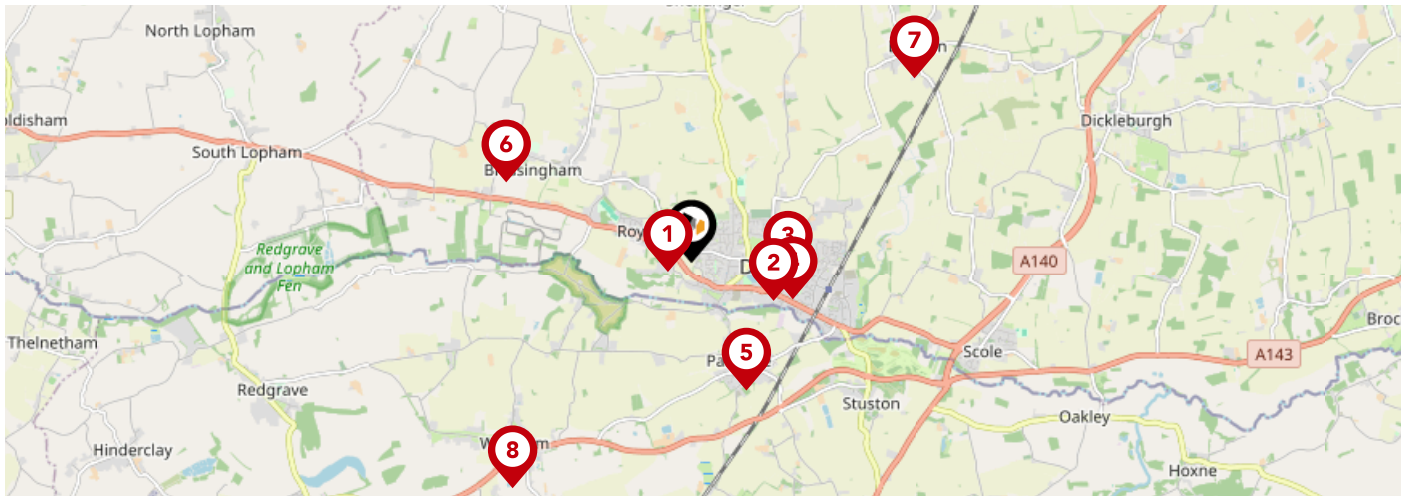 North Lopham
7
oldisham
Dickleburgh
South Lopham
6
1
3
Redgrave
and Lopham
Fen
2
A140
Thelnetham
Scole
5
A143
Redgrave
Stuston
Oakley
Hinderclay
8
Hoxne